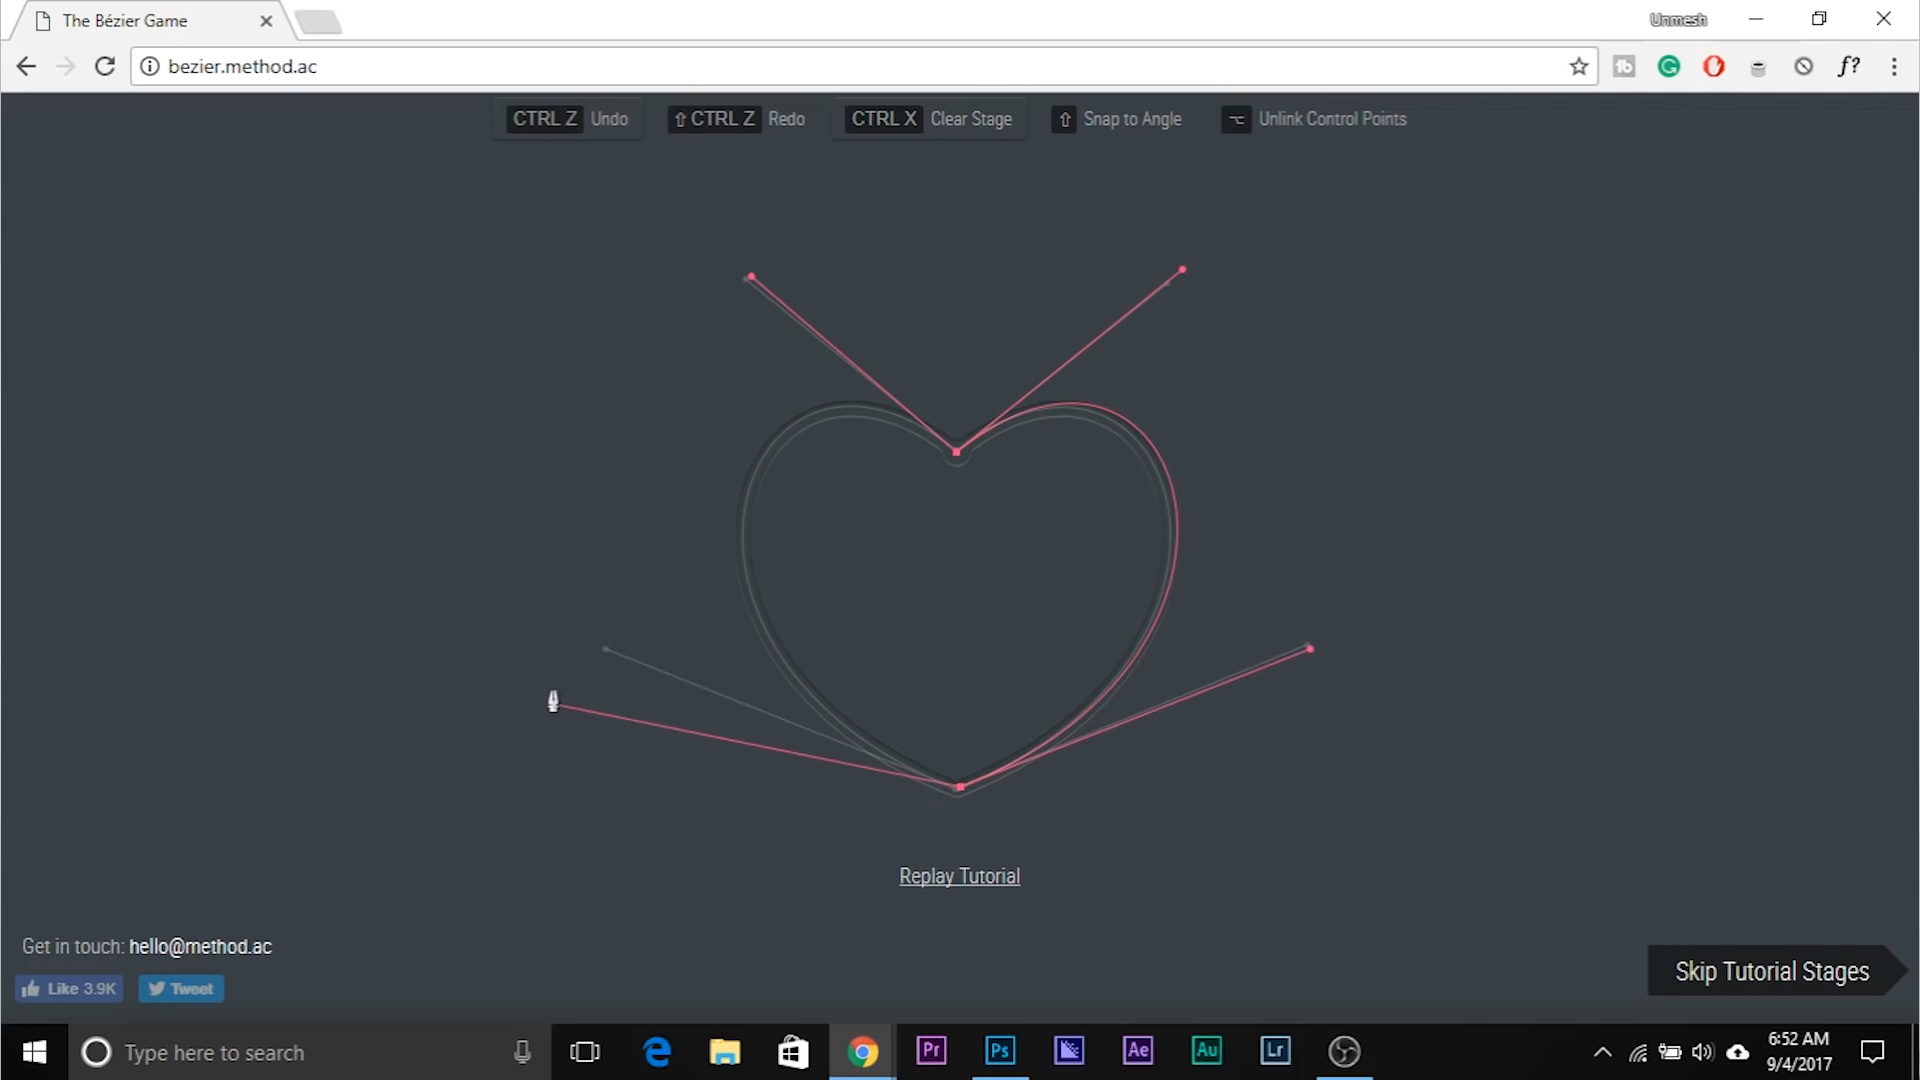 The Bézier Game
Unmesh
bezier.method.ac
f?
CTRL Z Undo
⇧ CTRL Z Redo
CTRL X Clear Stage
⇧ Snap to Angle
⌥ Unlink Control Points
Replay Tutorial
Get in touch: hello@method.ac
Like 3.9K
Tweet
Skip Tutorial Stages
Type here to search
Pr
Ps
Ae
Au
Lr
6:52 AM
9/4/2017